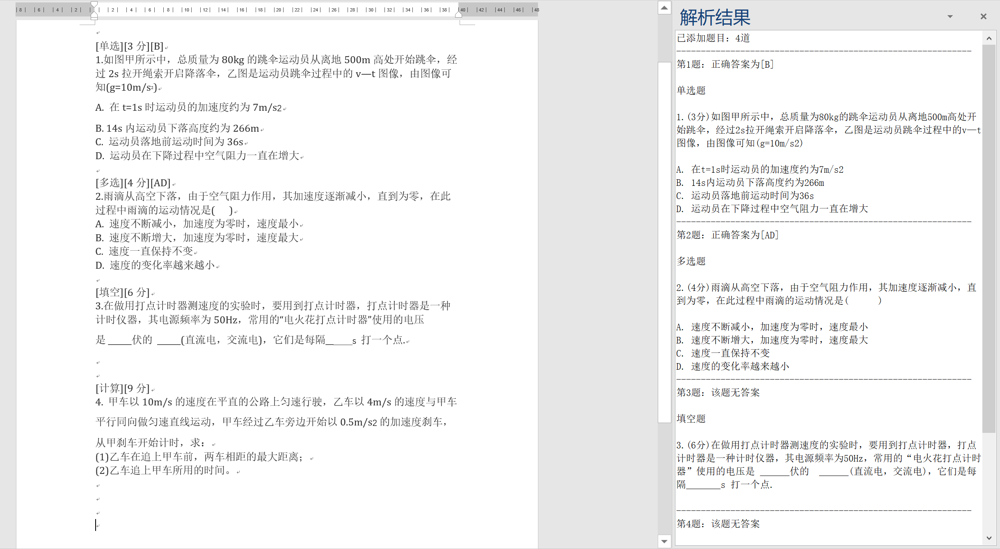 8 6 4 2 2 4 6 8 10 12 14 16 18 20 22 24 26 28 30 32 34 36 38 40 42 44 46 48
[单选][3 分][B]
1.如图甲所示中，总质量为 80kg 的跳伞运动员从离地 500m 高处开始跳伞，经
过 2s 拉开绳索开启降落伞，乙图是运动员跳伞过程中的 v—t 图像，由图像可
知(g=10m/s²)
A. 在 t=1s 时运动员的加速度约为 7m/s2
B. 14s 内运动员下落高度约为 266m
C. 运动员落地前运动时间为 36s
D. 运动员在下降过程中空气阻力一直在增大
[多选][4 分][AD]
2.雨滴从高空下落，由于空气阻力作用，其加速度逐渐减小，直到为零，在此
过程中雨滴的运动情况是(     )
A. 速度不断减小，加速度为零时，速度最小
B. 速度不断增大，加速度为零时，速度最大
C. 速度一直保持不变
D. 速度的变化率越来越小
[填空][6 分]
3.在做用打点计时器测速度的实验时，要用到打点计时器，打点计时器是一种
计时仪器，其电源频率为 50Hz，常用的“电火花打点计时器”使用的电压
是 ______伏的  ______(直流电，交流电)，它们是每隔_______s 打一个点.
[计算][9 分]
4. 甲车以 10m/s 的速度在平直的公路上匀速行驶，乙车以 4m/s 的速度与甲车
平行同向做匀速直线运动，甲车经过乙车旁边开始以 0.5m/s2 的加速度刹车，
从甲刹车开始计时，求：
(1)乙车在追上甲车前，两车相距的最大距离；
(2)乙车追上甲车所用的时间。
解析结果
已添加题目：4道
------------------------------------------------------------
第1题：正确答案为[B]
单选题
1.(3分)如图甲所示中，总质量为80kg的跳伞运动员从离地500m高处开
始跳伞，经过2s拉开绳索开启降落伞，乙图是运动员跳伞过程中的v—t
图像，由图像可知(g=10m/s2)
A. 在t=1s时运动员的加速度约为7m/s2
B. 14s内运动员下落高度约为266m
C. 运动员落地前运动时间为36s
D. 运动员在下降过程中空气阻力一直在增大
------------------------------------------------------------
第2题：正确答案为[AD]
多选题
2.(4分)雨滴从高空下落，由于空气阻力作用，其加速度逐渐减小，直
到为零，在此过程中雨滴的运动情况是(      )
A. 速度不断减小，加速度为零时，速度最小
B. 速度不断增大，加速度为零时，速度最大
C. 速度一直保持不变
D. 速度的变化率越来越小
------------------------------------------------------------
第3题：该题无答案
填空题
3.(6分)在做用打点计时器测速度的实验时，要用到打点计时器，打点
计时器是一种计时仪器，其电源频率为50Hz，常用的“电火花打点计时
器”使用的电压是 ______伏的  ______(直流电，交流电)，它们是每
隔_______s 打一个点.
------------------------------------------------------------
第4题：该题无答案